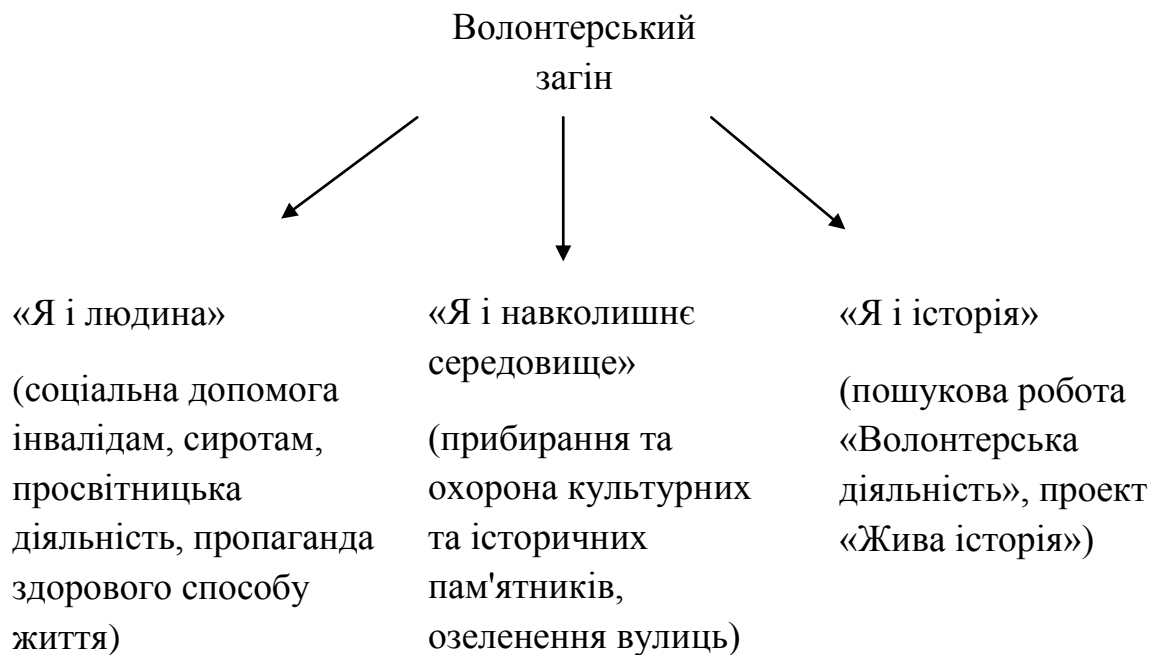 Волонтерський
загін
«Я і людина»
(соціальна допомога
інвалідам, сиротам,
просвітницька
діяльність, пропаганда
здорового способу
життя)
«Я і навколишнє
середовище»
(прибирання та
охорона культурних
та історичних
пам'ятників,
озеленення вулиць)
«Я і історія»
(пошукова робота
«Волонтерська
діяльність», проект
«Жива історія»)